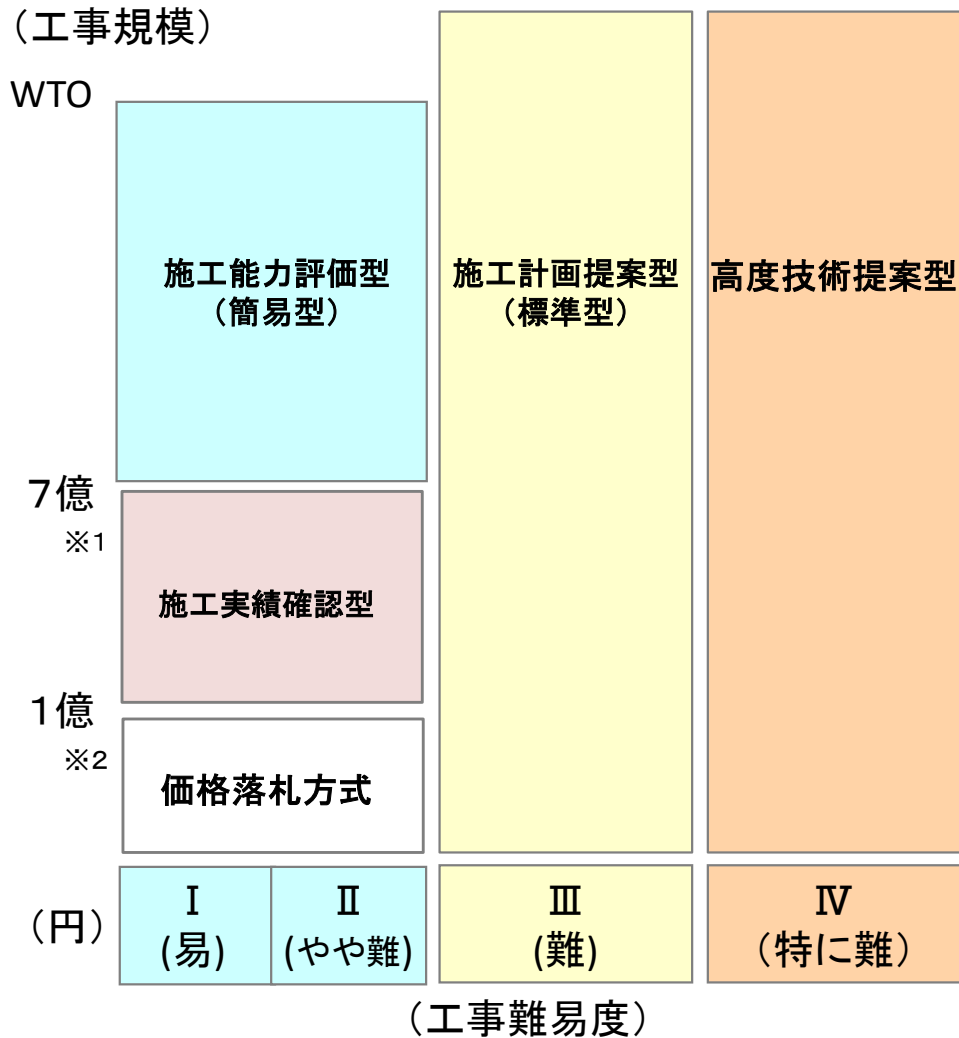 （工事規模）
WTO
施工能力評価型
（簡易型）
施工計画提案型
（標準型）
高度技術提案型
７億
※1
施工実績確認型
１億
※2
価格落札方式
（円）
Ⅰ
(易)
Ⅱ
(やや難)
Ⅲ
(難)
Ⅳ
（特に難）
（工事難易度）